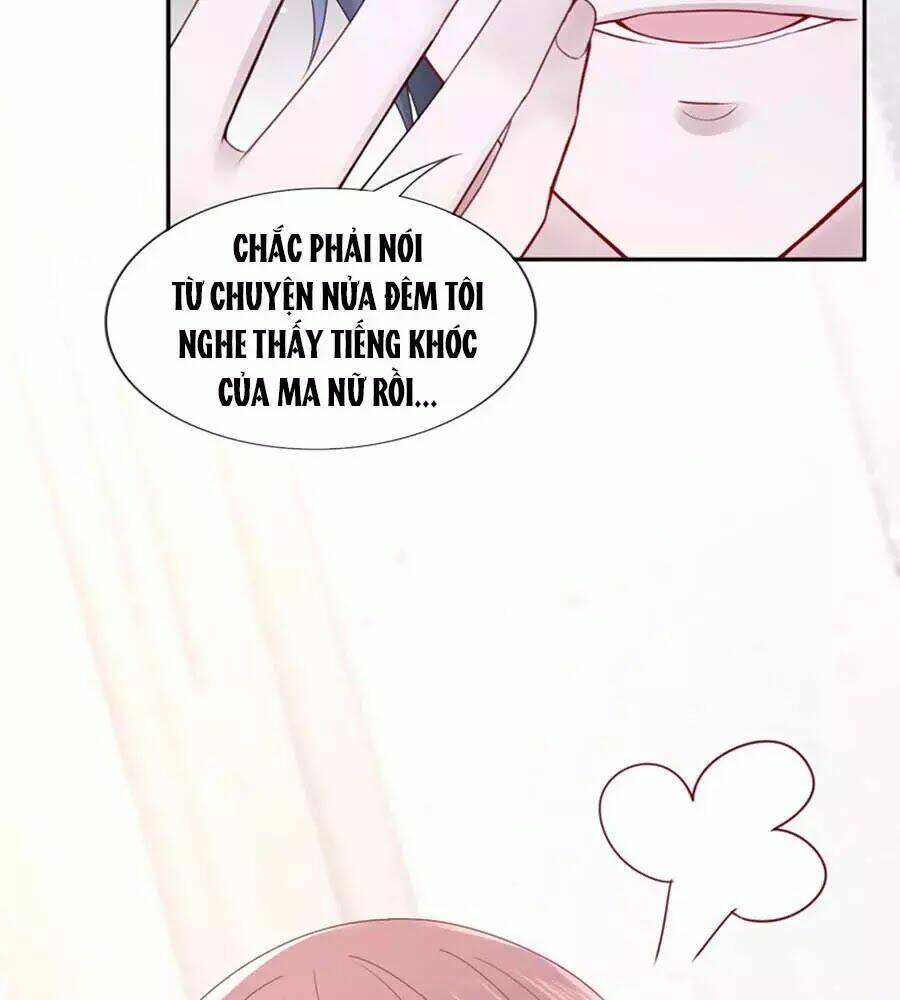 CHẮC PHẢI NÓI
TỪ CHUYỆN NỬA ĐÊM TÔI
NGHE THẤY TIẾNG KHÓC
CỦA MA NỮ RỒI...